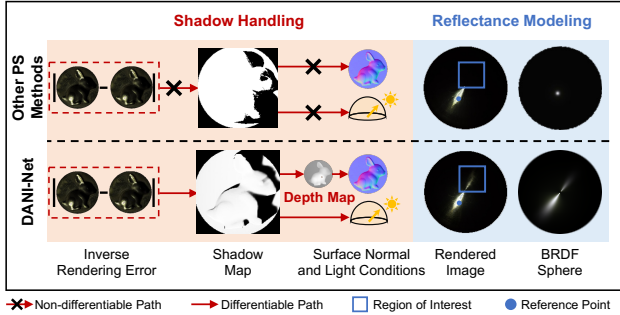 Shadow Handling
Reflectance Modeling
Other PS
Methods
DANI-Net
Depth Map
Inverse
Rendering Error
Shadow
Map
Surface Normal
and Light Conditions
Rendered
Image
BRDF
Sphere
Non-differentiable Path
Differentiable Path
Region of Interest
Reference Point